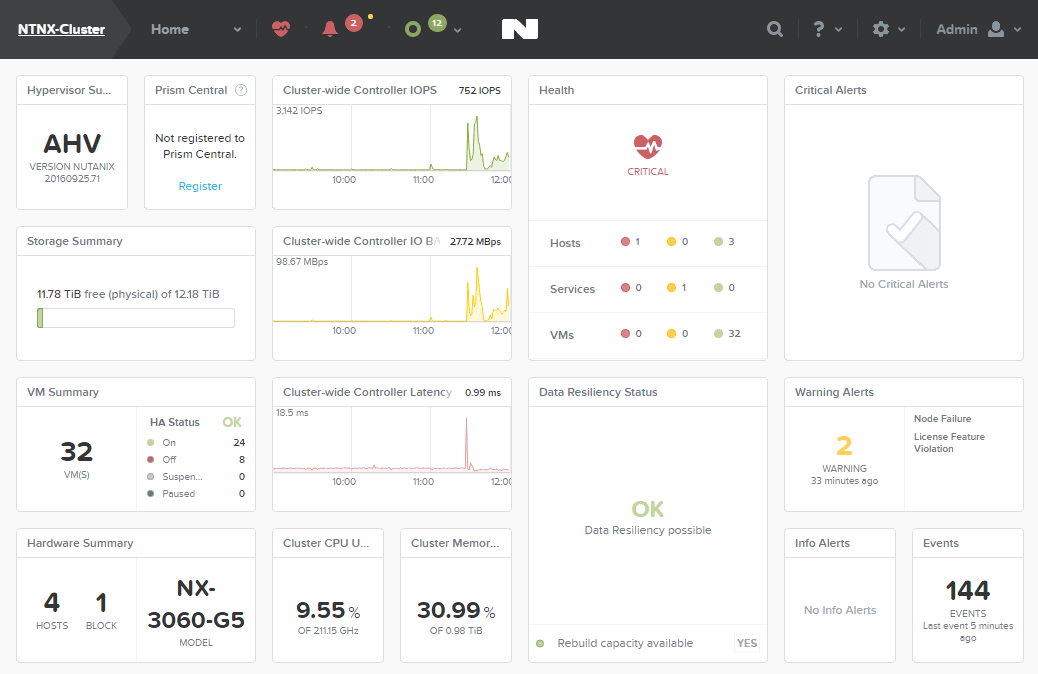 NTNX-Cluster
Home
2
12
N
?
Admin
Hypervisor Su...
AHV
VERSION NUTANIX
20160925.71
Prism Central ?
Not registered to
Prism Central.
Register
Cluster-wide Controller IOPS 752 IOPS
3,142 IOPS
10:00 11:00 12:00
Health
CRITICAL
Hosts 1 0 3
Services 0 1 0
VMs 0 0 32
Critical Alerts
No Critical Alerts
Storage Summary
11.78 TiB free (physical) of 12.18 TiB
Cluster-wide Controller IO B/ 27.72 MBps
98.67 MBps
10:00 11:00 12:00
VM Summary
32
VM(S)
HA Status OK
On 24
Off 8
Suspen... 0
Paused 0
Cluster-wide Controller Latency 0.99 ms
18.5 ms
10:00 11:00 12:00
Data Resiliency Status
OK
Data Resiliency possible
Rebuild capacity available YES
Warning Alerts
2
WARNING
33 minutes ago
Node Failure
License Feature
Violation
Hardware Summary
4
HOSTS
1
BLOCK
NX-
3060-G5
MODEL
Cluster CPU U...
9.55 %
OF 211.15 GHz
Cluster Memor...
30.99 %
OF 0.98 TiB
Info Alerts
No Info Alerts
Events
144
EVENTS
Last event 5 minutes
ago